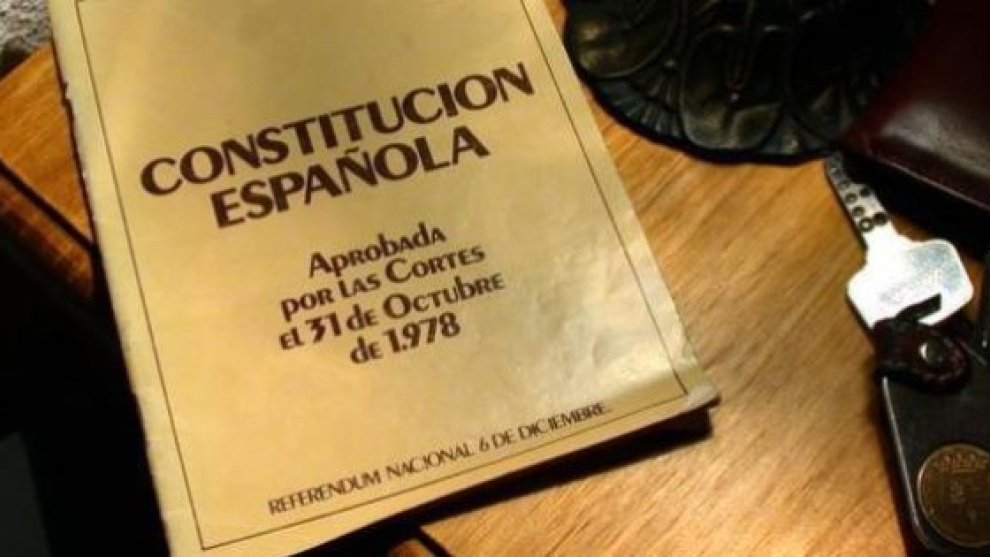 CONSTITUCION
ESPAÑOLA
Aprobada
por las Cortes
el 31 de Octubre
de 1.978
REFERENDUM NACIONAL 6 DE DICIEMBRE.